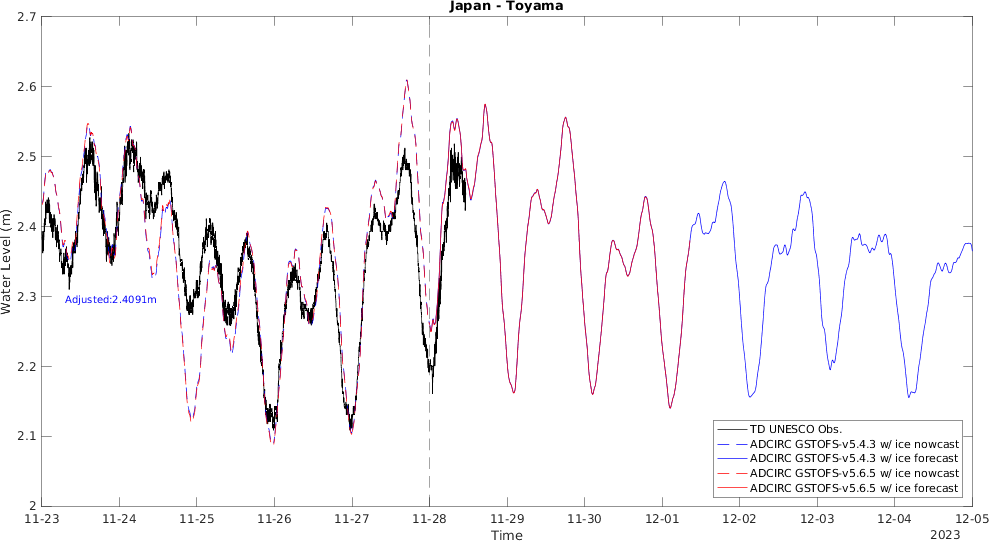 Japan - Toyama
Water Level (m)
2.7
2.6
2.5
2.4
2.3
2.2
2.1
2
Adjusted:2.4091m
TD UNESCO Obs.
ADCIRC GSTOFS-v5.4.3 w/ ice nowcast
ADCIRC GSTOFS-v5.4.3 w/ ice forecast
ADCIRC GSTOFS-v5.6.5 w/ ice nowcast
ADCIRC GSTOFS-v5.6.5 w/ ice forecast
11-23 11-24 11-25 11-26 11-27 11-28 11-29 11-30 12-01 12-02 12-03 12-04 12-05
Time
2023